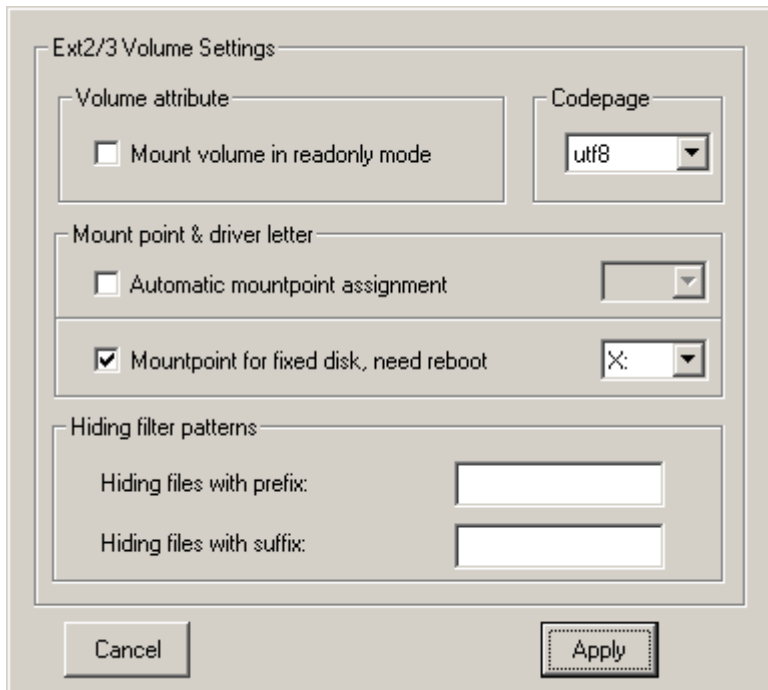 Ext2/3 Volume Settings
Volume attribute
Mount volume in readonly mode
Codepage
utf8
Mount point & driver letter
Automatic mountpoint assignment
Mountpoint for fixed disk, need reboot
X:
Hiding filter patterns
Hiding files with prefix:
Hiding files with suffix:
Cancel
Apply